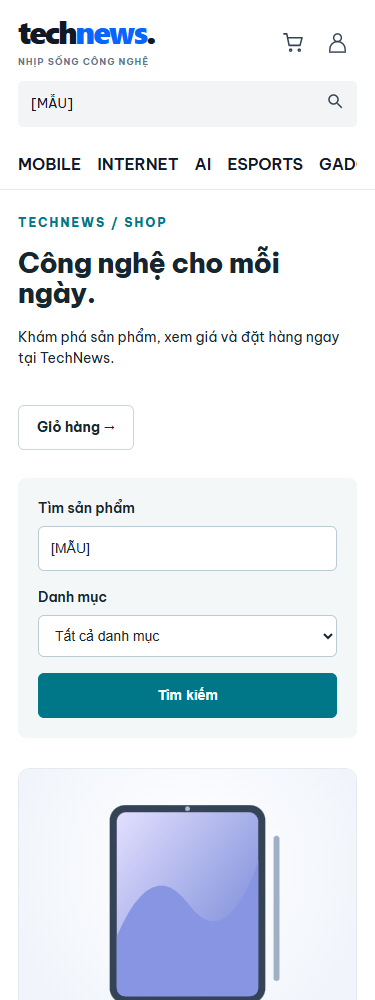 technews.
NHỊP SỐNG CÔNG NGHỆ
[MẪU]
MOBILE INTERNET AI ESPORTS GADG
TECHNEWS / SHOP
Công nghệ cho mỗi
ngày.
Khám phá sản phẩm, xem giá và đặt hàng ngay
tại TechNews.
Giỏ hàng →
Tìm sản phẩm
[MẪU]
Danh mục
Tất cả danh mục
Tìm kiếm